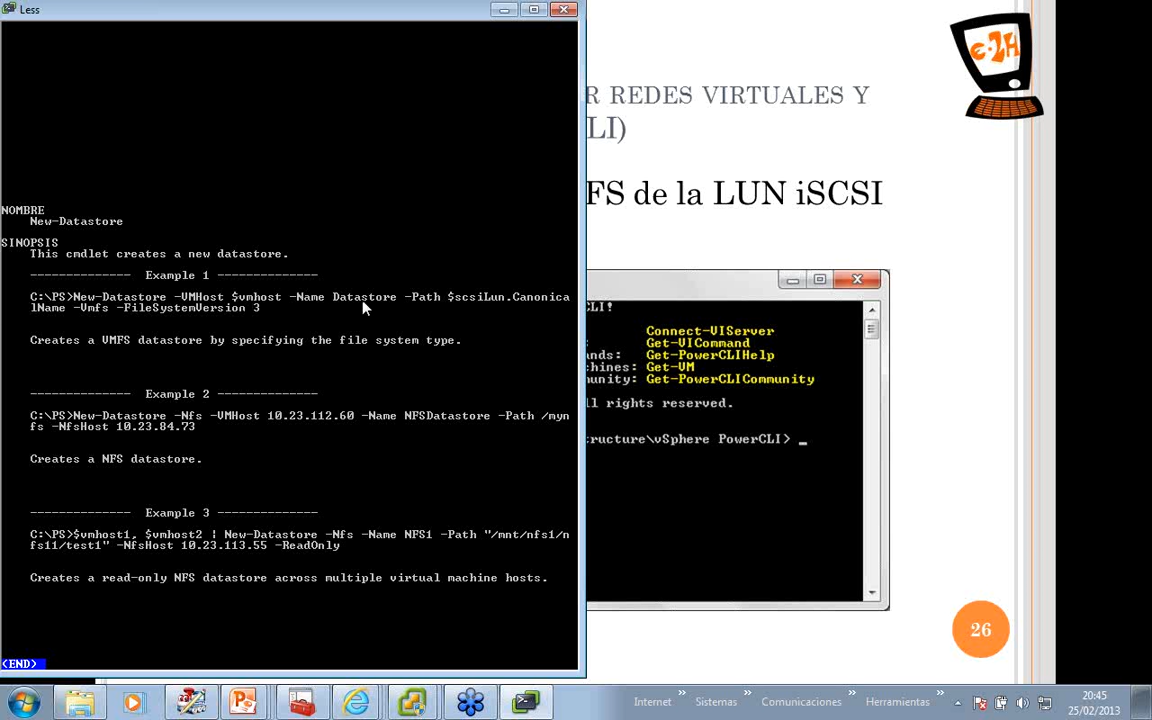 Less
NOMBRE
New-Datastore
SINOPSIS
This cmdlet creates a new datastore.
-------------- Example 1 --------------
C:\PS>New-Datastore -VMHost $vmhost -Name Datastore -Path $scsiLun.Canonica
lName -Vmfs -FileSystemVersion 3
Creates a VMFS datastore by specifying the file system type.
-------------- Example 2 --------------
C:\PS>New-Datastore -Nfs -VMHost 10.23.112.60 -Name NFSDatastore -Path /myn
fs -NfsHost 10.23.84.73
Creates a NFS datastore.
-------------- Example 3 --------------
C:\PS>$vmhost1, $vmhost2 | New-Datastore -Nfs -Name NFS1 -Path "/mnt/nfs1/n
fs11/test1" -NfsHost 10.23.113.55 -ReadOnly
Creates a read-only NFS datastore across multiple virtual machine hosts.
(END)
e-2H
R REDES VIRTUALES Y
LI)
FS de la LUN iSCSI
CLI!
Connect-VIServer
: Get-VICommand
ands: Get-PowerCLIHelp
chines: Get-VM
munity: Get-PowerCLICommunity
ll rights reserved.
tructure\vSphere PowerCLI> _
26
Internet
Sistemas
Comunicaciones
Herramientas
20:45
25/02/2013